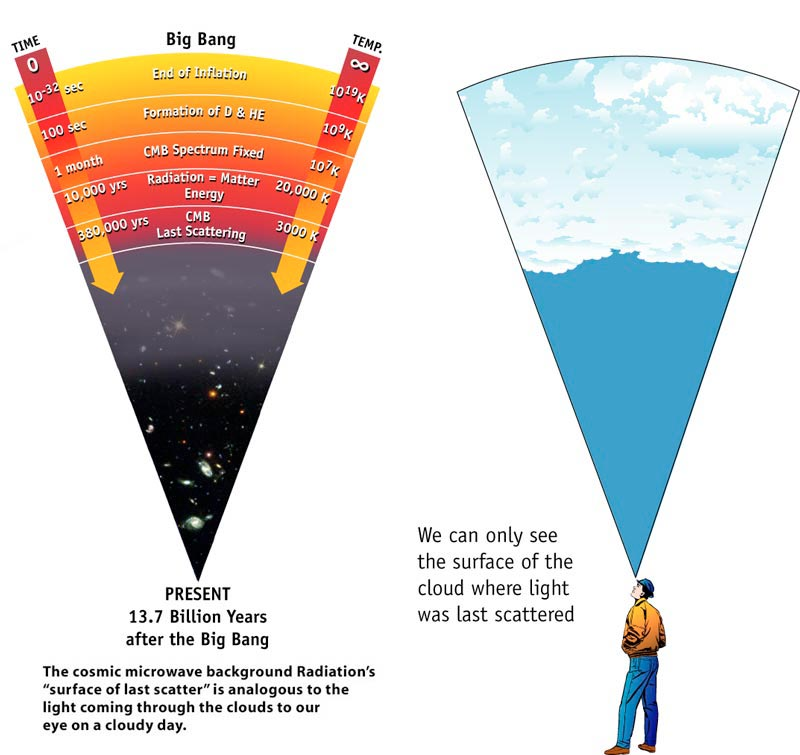 TIME
Big Bang
TEMP.
0
End of Inflation
∞
10-32 sec
1019K
Formation of D & HE
100 sec
109K
CMB Spectrum Fixed
1 month
107K
10,000 yrs
Radiation = Matter
Energy
20,000 K
380,000 yrs
CMB
Last Scattering
3000 K
We can only see
the surface of the
cloud where light
was last scattered
PRESENT
13.7 Billion Years
after the Big Bang
The cosmic microwave background Radiation's
"surface of last scatter" is analogous to the
light coming through the clouds to our
eye on a cloudy day.